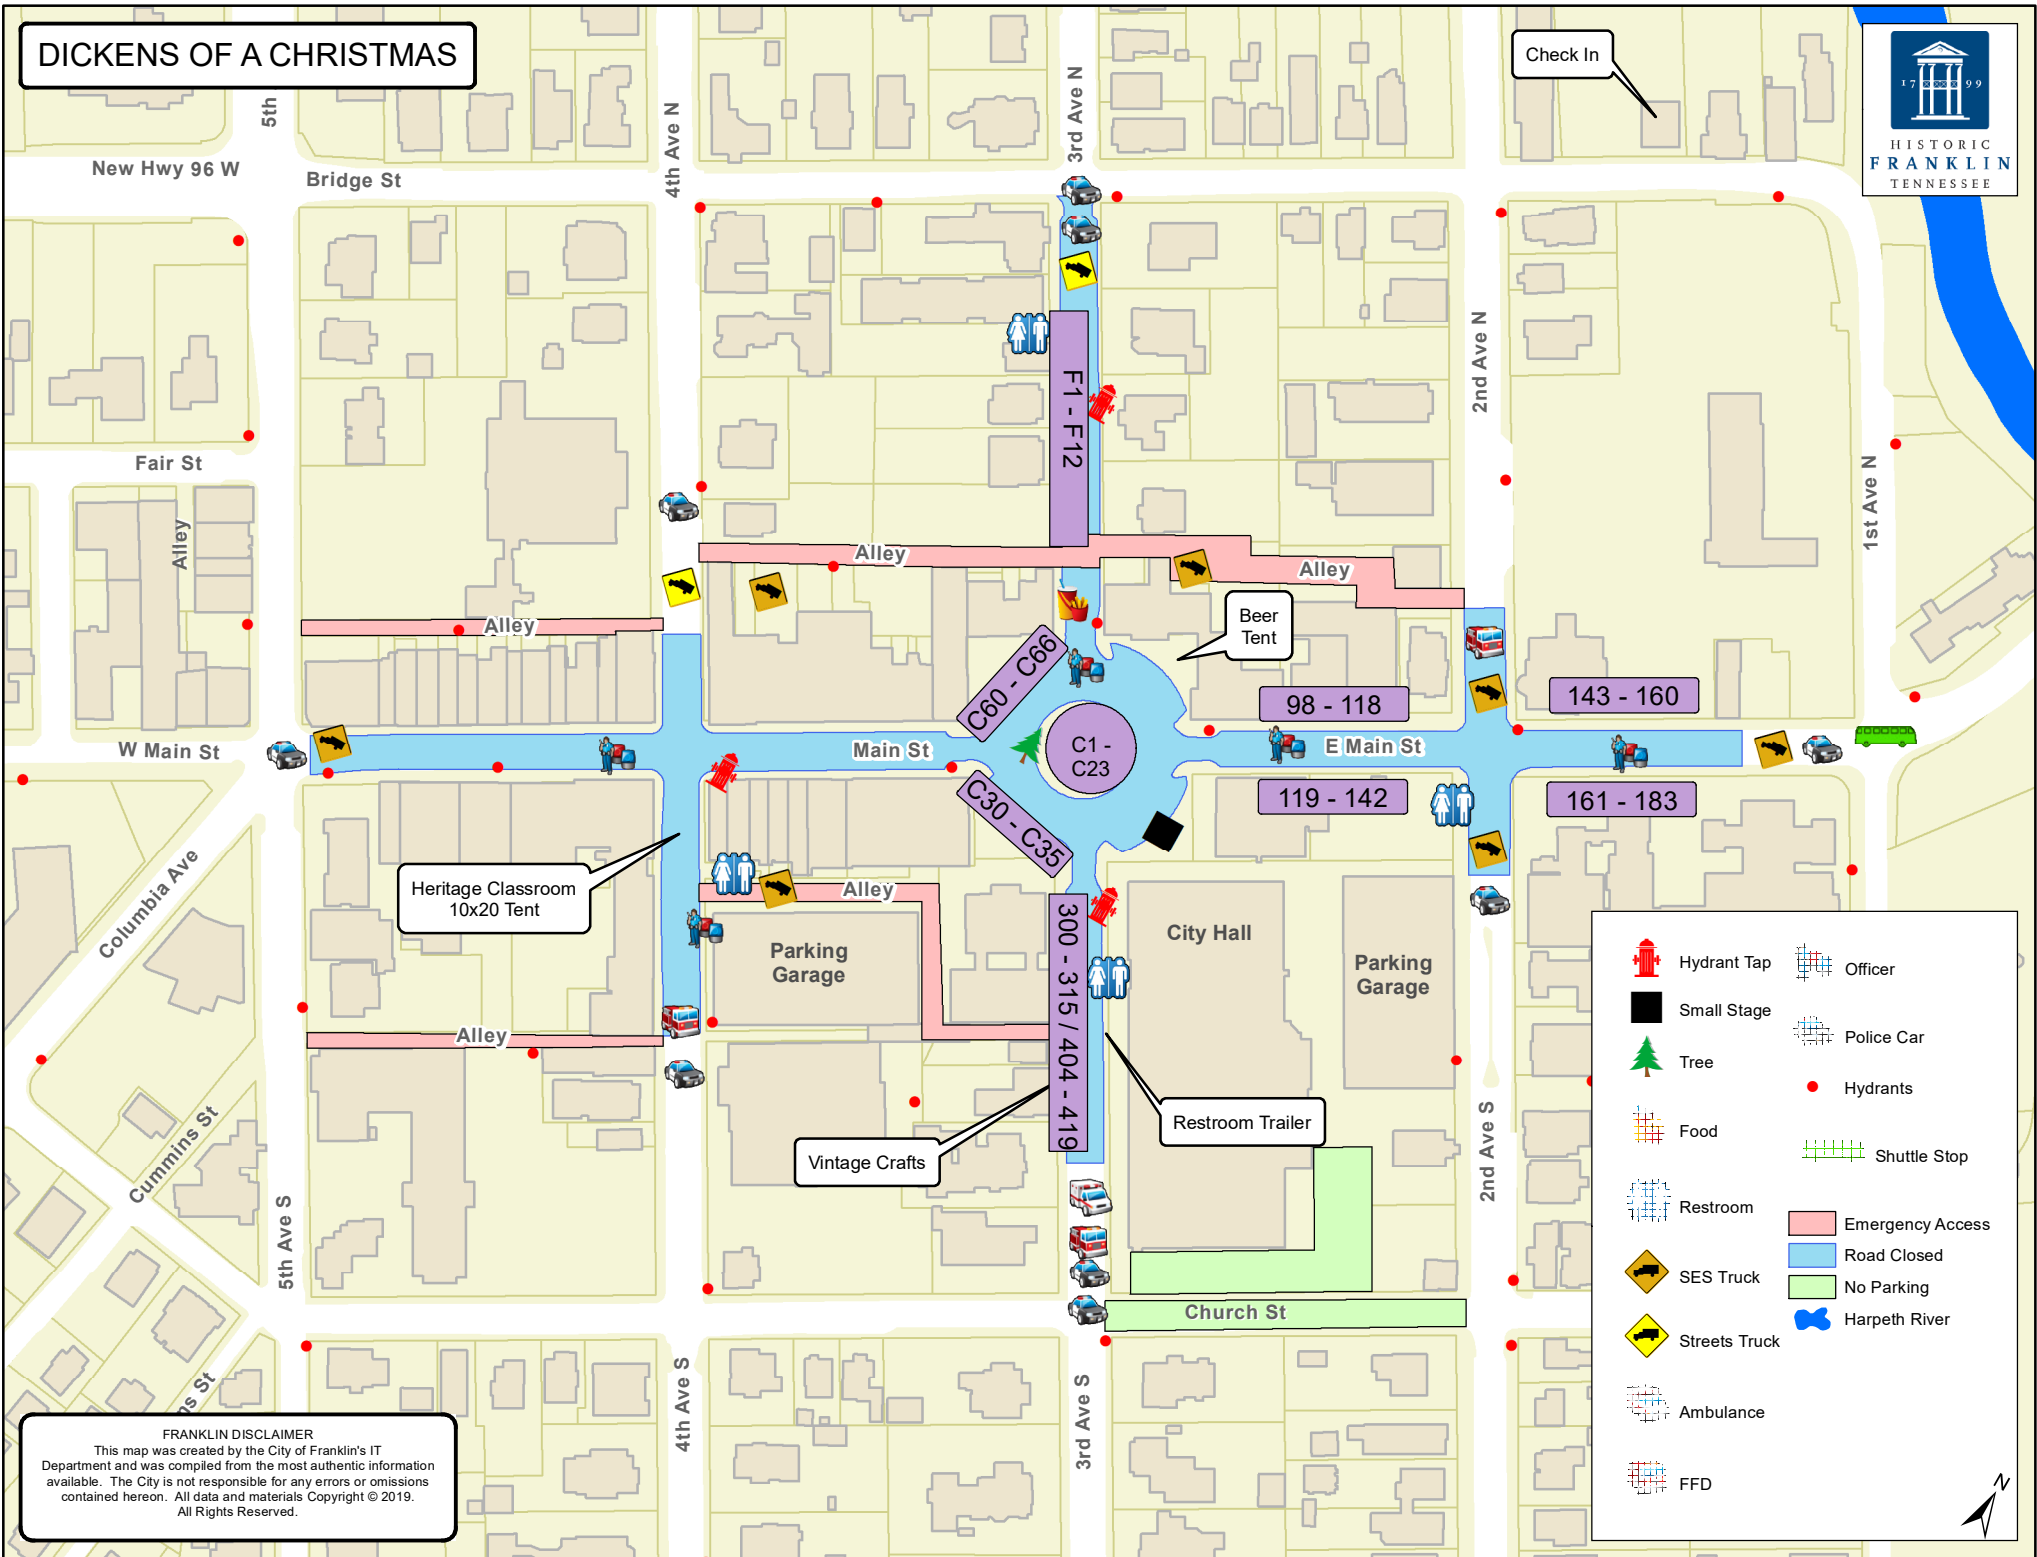 DICKENS OF A CHRISTMAS
Check In
17 99
HISTORIC
FRANKLIN
TENNESSEE
5th
4th Ave N
3rd Ave N
New Hwy 96 W
Bridge St
2nd Ave N
F1 - F12
Fair St
Alley
1st Ave N
Alley
Alley
Alley
Beer
Tent
C60 - C66
98 - 118
143 - 160
W Main St
Main St
C1 -
C23
E Main St
119 - 142
161 - 183
C30 - C35
Columbia Ave
Heritage Classroom
10x20 Tent
Alley
300 - 315 / 404 - 419
City Hall
Parking
Garage
Parking
Garage
Alley
Restroom Trailer
Vintage Crafts
Cummins St
5th Ave S
2nd Ave S
Church St
4th Ave S
3rd Ave S
ns St
Hydrant Tap
Small Stage
Tree
Food
Restroom
SES Truck
Streets Truck
Ambulance
FFD
Officer
Police Car
Hydrants
Shuttle Stop
Emergency Access
Road Closed
No Parking
Harpeth River
N
FRANKLIN DISCLAIMER
This map was created by the City of Franklin's IT
Department and was compiled from the most authentic information
available. The City is not responsible for any errors or omissions
contained hereon. All data and materials Copyright © 2019.
All Rights Reserved.